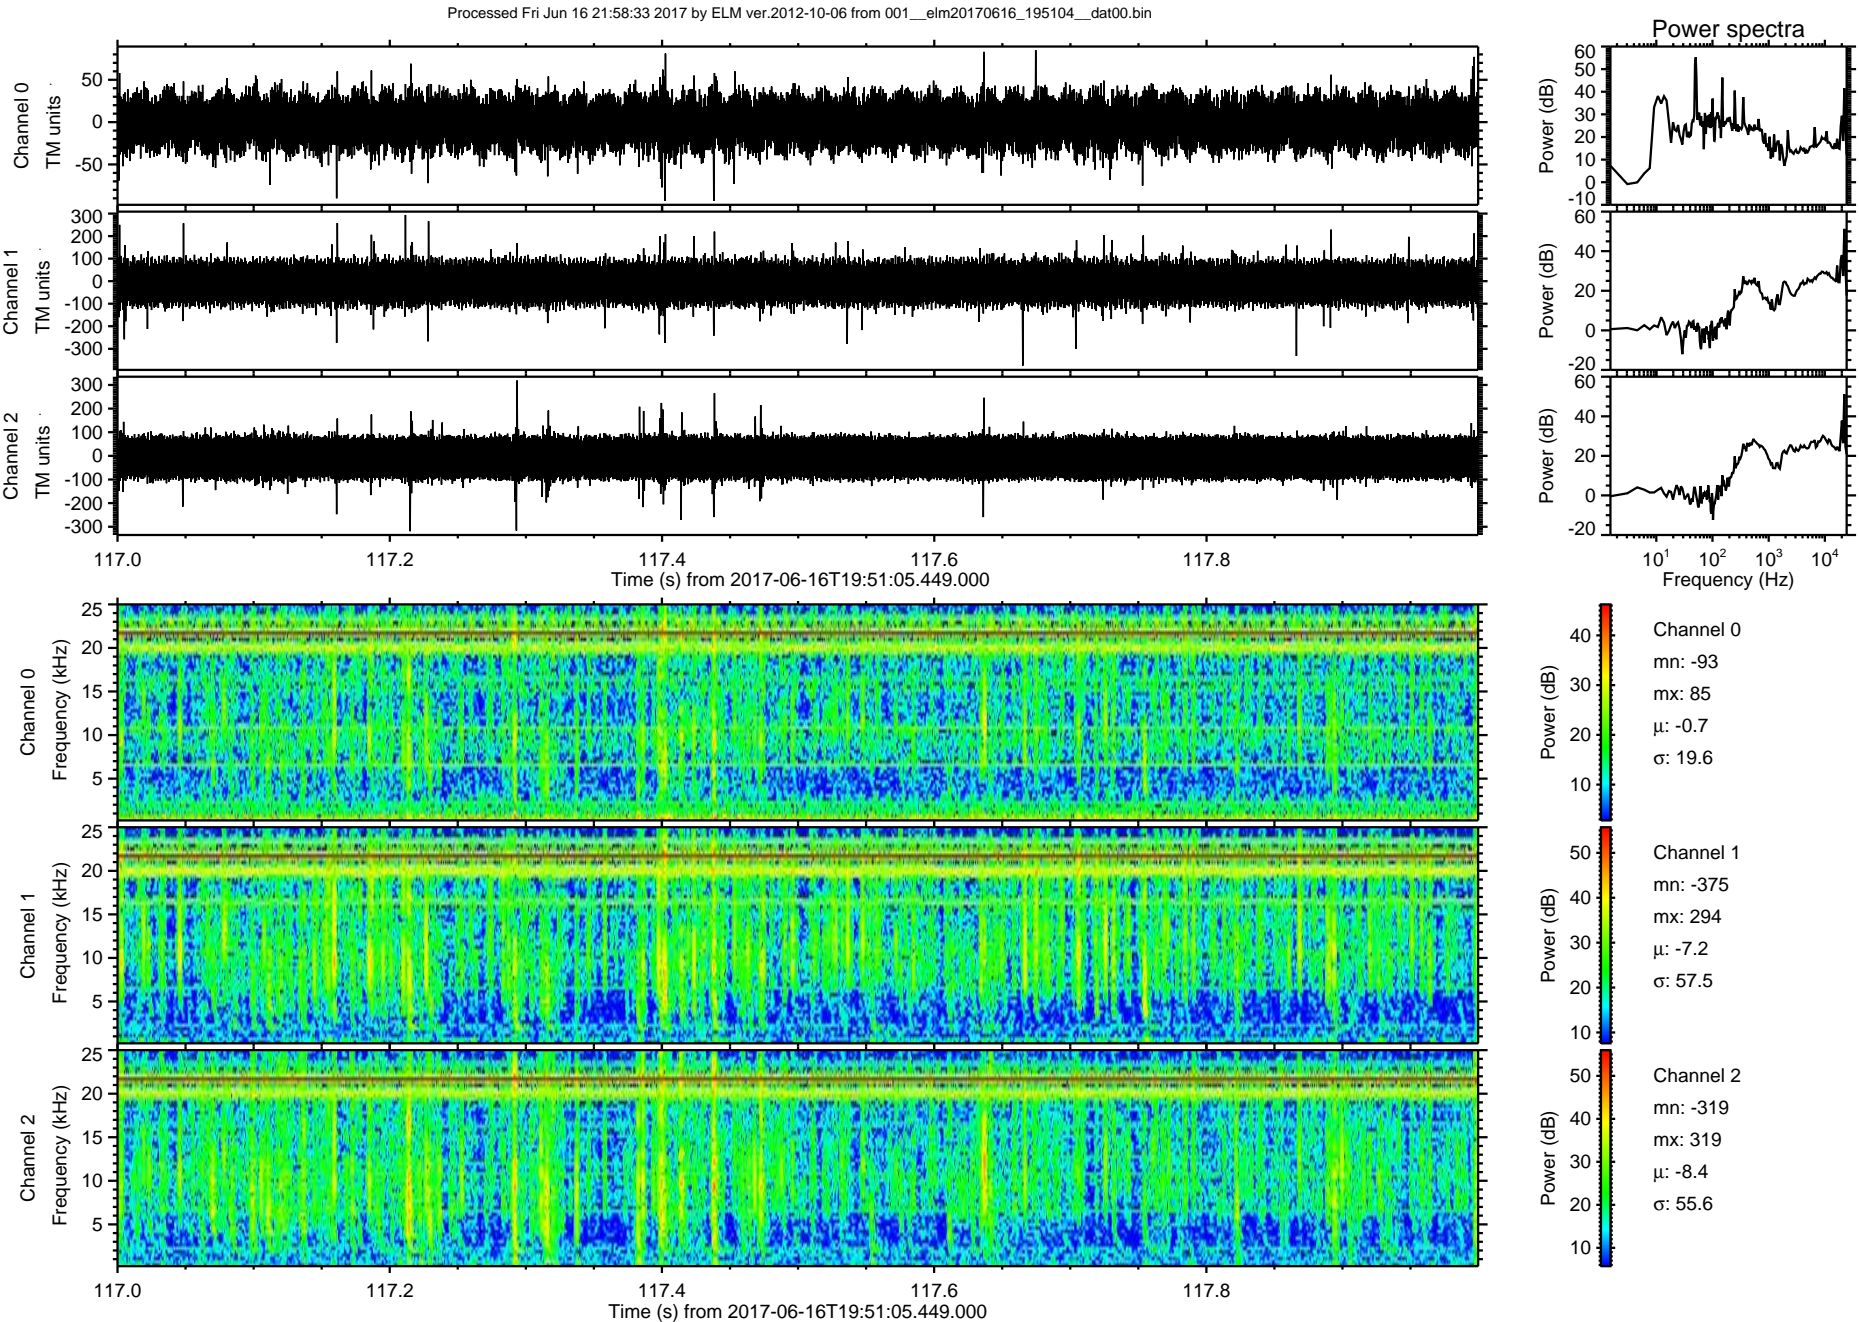 Processed Fri Jun 16 21:58:33 2017 by ELM ver.2012-10-06 from 001__elm20170616_195104__dat00.bin
Power spectra
Channel 0
TM units
50
0
-50
Power (dB)
60
50
40
30
20
10
0
-10
Channel 1
TM units
300
200
100
0
-100
-200
-300
Power (dB)
60
40
20
0
-20
Channel 2
TM units
300
200
100
0
-100
-200
-300
Power (dB)
60
40
20
0
-20
117.0 117.2 117.4 117.6 117.8
Time (s) from 2017-06-16T19:51:05.449.000
10¹ 10² 10³ 10⁴
Frequency (Hz)
Channel 0
Frequency (kHz)
25
20
15
10
5
Power (dB)
40
30
20
10
Channel 0
mn: -93
mx: 85
μ: -0.7
σ: 19.6
Channel 1
Frequency (kHz)
25
20
15
10
5
Power (dB)
50
40
30
20
10
Channel 1
mn: -375
mx: 294
μ: -7.2
σ: 57.5
Channel 2
Frequency (kHz)
25
20
15
10
5
Power (dB)
50
40
30
20
10
Channel 2
mn: -319
mx: 319
μ: -8.4
σ: 55.6
117.0 117.2 117.4 117.6 117.8
Time (s) from 2017-06-16T19:51:05.449.000